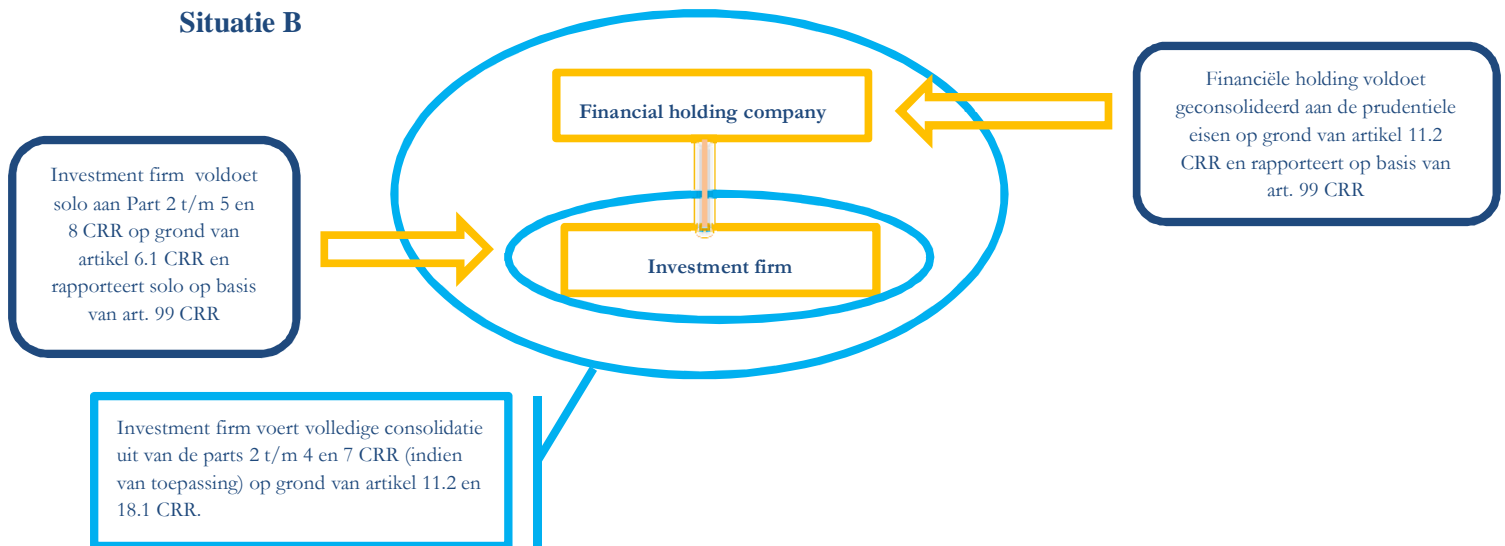 Situatie B
Financial holding company
Financiële holding voldoet
geconsolideerd aan de prudentiele
eisen op grond van artikel 11.2
CRR en rapporteert op basis van
art. 99 CRR
Investment firm voldoet
solo aan Part 2 t/m 5 en
8 CRR op grond van
artikel 6.1 CRR en
rapporteert solo op basis
van art. 99 CRR
Investment firm
Investment firm voert volledige consolidatie
uit van de parts 2 t/m 4 en 7 CRR (indien
van toepassing) op grond van artikel 11.2 en
18.1 CRR.